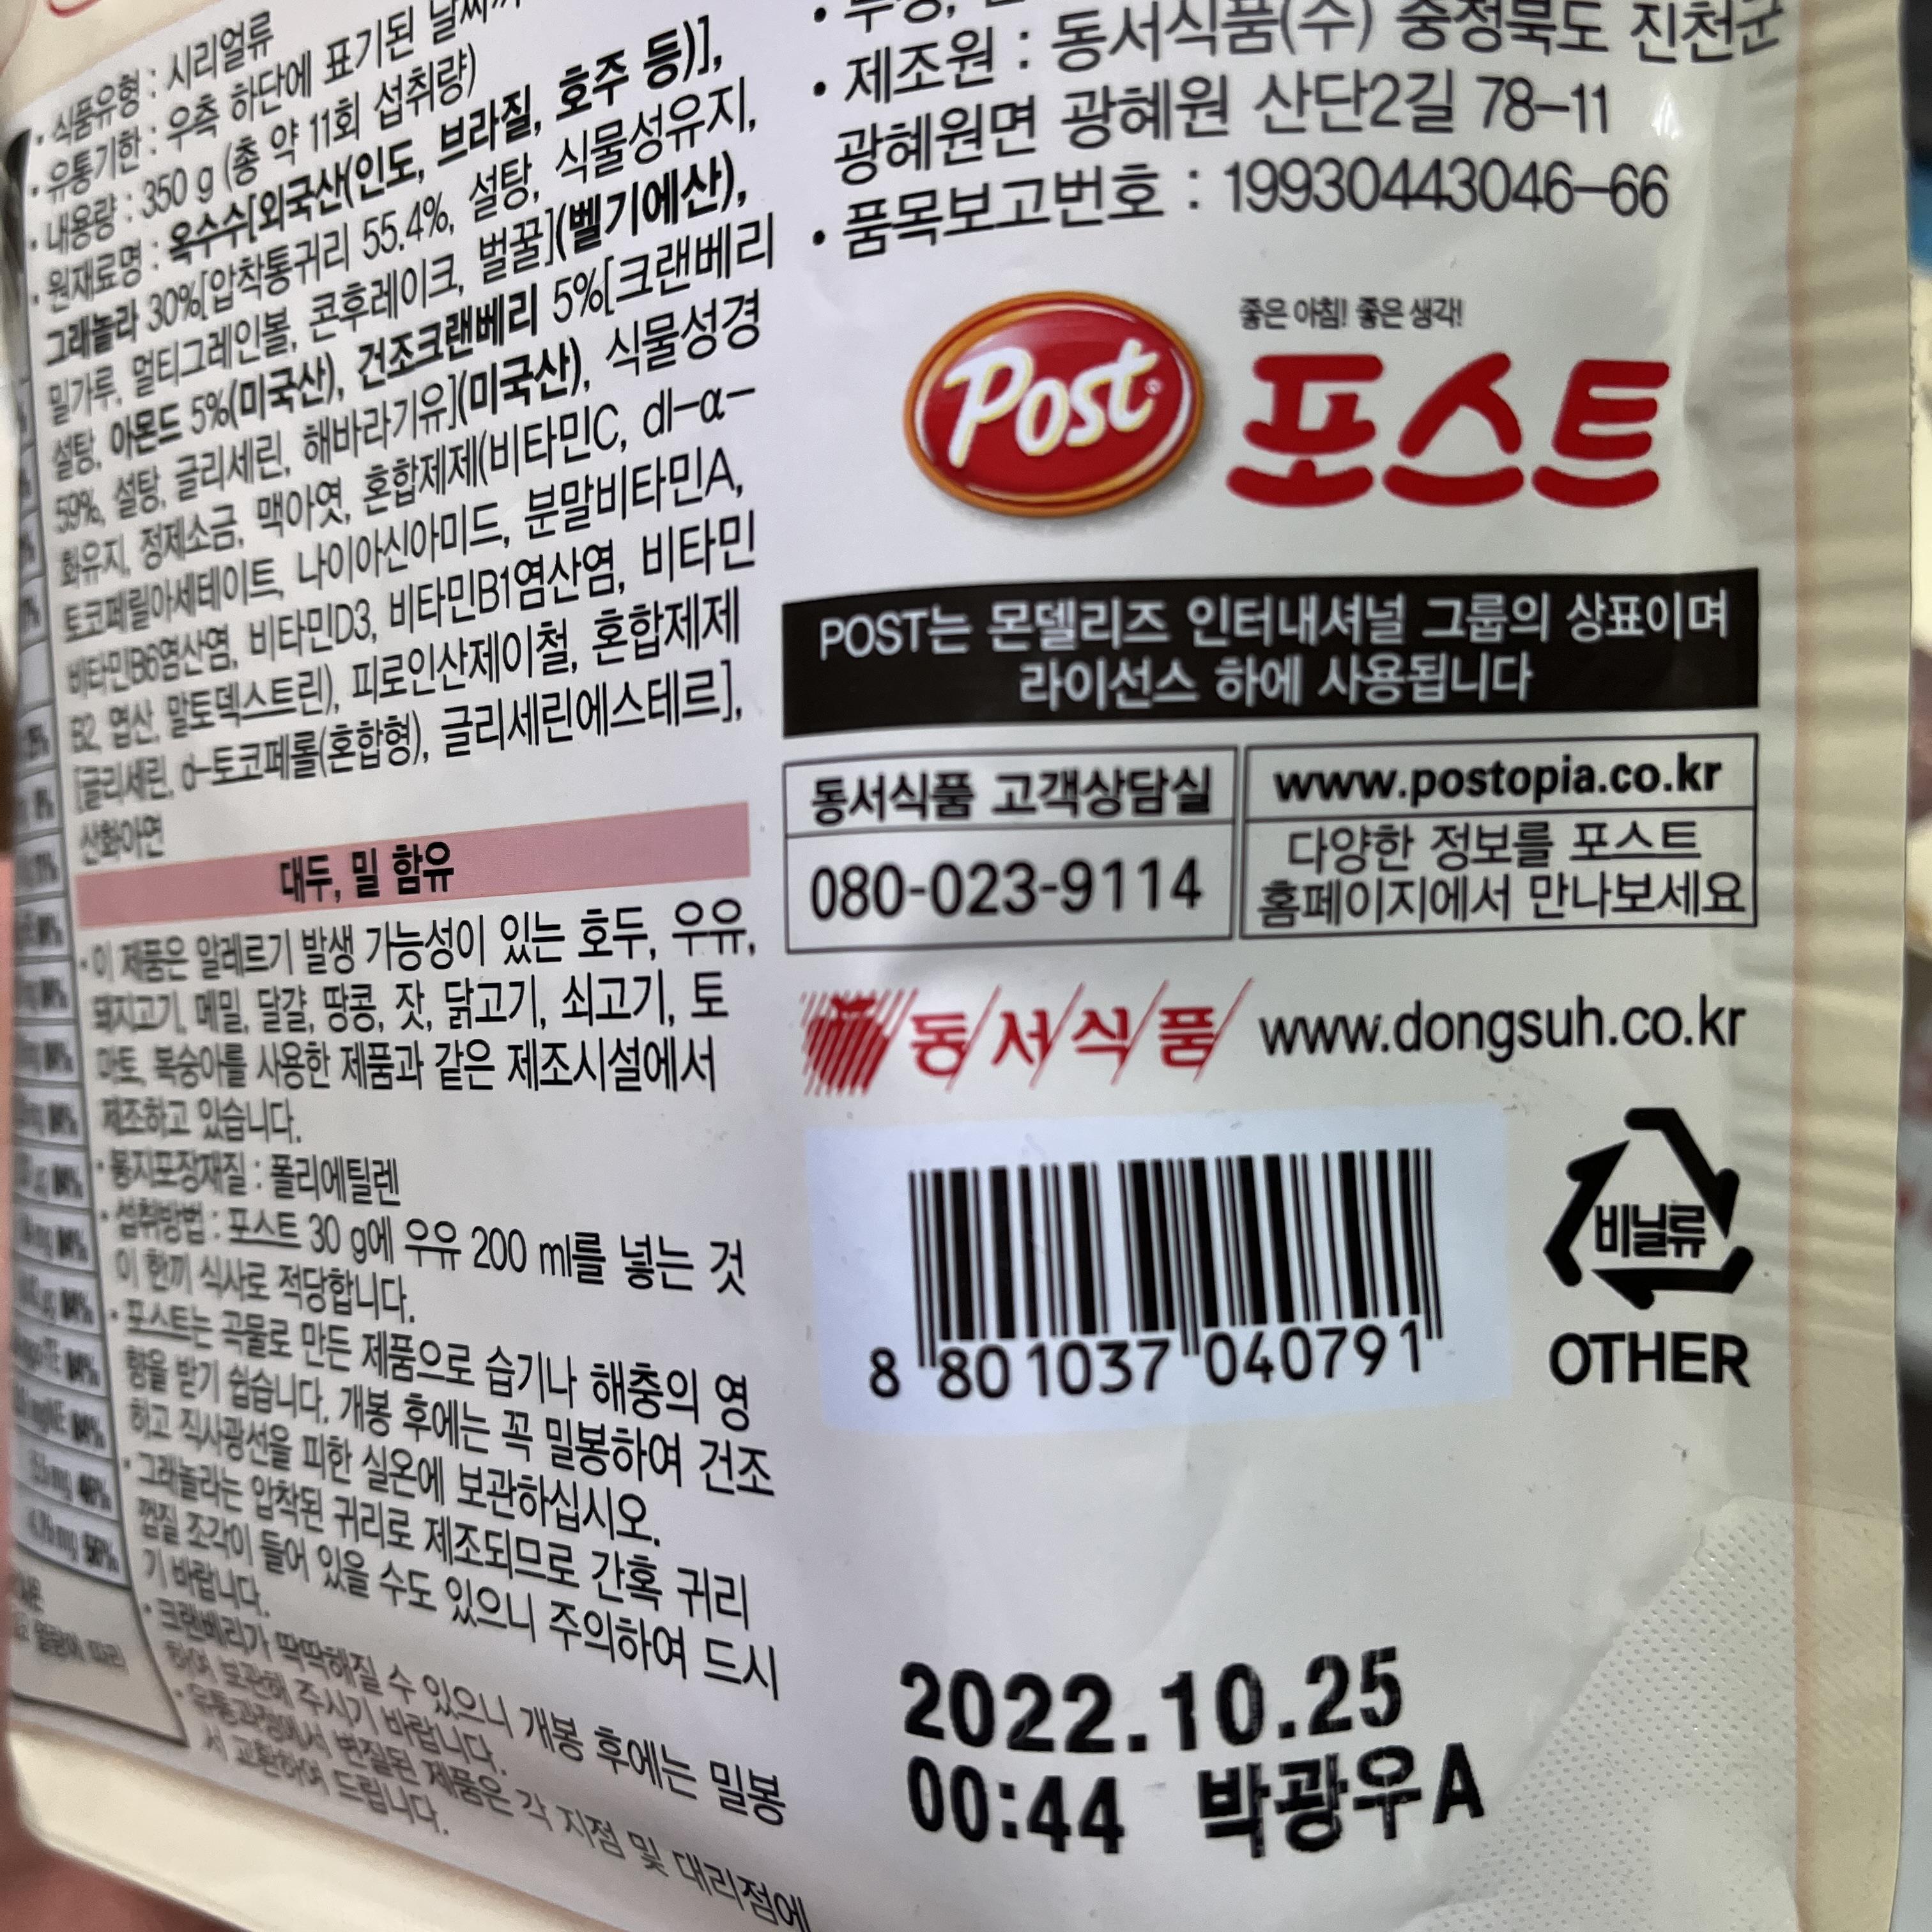 • 식품유형 : 시리얼류
• 유통기한 : 우측 하단에 표기된
• 내용량 : 350 g (총 약 11회 섭취량)
• 원재료명 : 옥수수[외국산(인도, 브라질, 호주 등)],
그래놀라 30%[압착통귀리 55.4%, 설탕, 식물성유지,
밀가루, 멀티그레인볼, 콘후레이크, 벌꿀](벨기에산),
설탕, 아몬드 5%(미국산), 건조크랜베리 5%[크랜베리
59%, 설탕, 글리세린, 해바라기유](미국산), 식물성경
화유지, 정제소금, 맥아엿, 혼합제제(비타민C, dl-α-
토코페릴아세테이트, 나이아신아미드, 분말비타민A,
비타민B6염산염, 비타민D3, 비타민B1염산염, 비타민
B2, 엽산, 말토덱스트린), 피로인산제이철, 혼합제제
[글리세린, d-토코페롤(혼합형), 글리세린에스테르],
산화아연
대두, 밀 함유
• 이 제품은 알레르기 발생 가능성이 있는 호두, 우유,
돼지고기, 메밀, 달걀, 땅콩, 잣, 닭고기, 쇠고기, 토
마토, 복숭아를 사용한 제품과 같은 제조시설에서
제조하고 있습니다.
• 봉지포장재질 : 폴리에틸렌
• 섭취방법 : 포스트 30 g에 우유 200 ml를 넣는 것
이 한끼 식사로 적당합니다.
• 포스트는 곡물로 만든 제품으로 습기나 해충의 영
향을 받기 쉽습니다. 개봉 후에는 꼭 밀봉하여 건조
하고 직사광선을 피한 실온에 보관하십시오.
• 그래놀라는 압착된 귀리로 제조되므로 간혹 귀리
껍질 조각이 들어 있을 수도 있으니 주의하여 드시
기 바랍니다.
• 크랜베리가 딱딱해질 수 있으니 개봉 후에는 밀봉
하여 보관해 주시기 바랍니다.
• 유통과정에서 변질된 제품은 각 지점 및 대리점에
서 교환하여 드립니다.
• 제조원 : 동서식품(주) 충청북도 진천군
광혜원면 광혜원 산단2길 78-11
• 품목보고번호 : 19930443046-66
Post
좋은 아침! 좋은 생각!
포스트
POST는 몬델리즈 인터내셔널 그룹의 상표이며
라이선스 하에 사용됩니다
동서식품 고객상담실
080-023-9114
www.postopia.co.kr
다양한 정보를 포스트
홈페이지에서 만나보세요
동서식품 www.dongsuh.co.kr
8 801037 040791
비닐류
OTHER
2022.10.25
00:44 박광우A